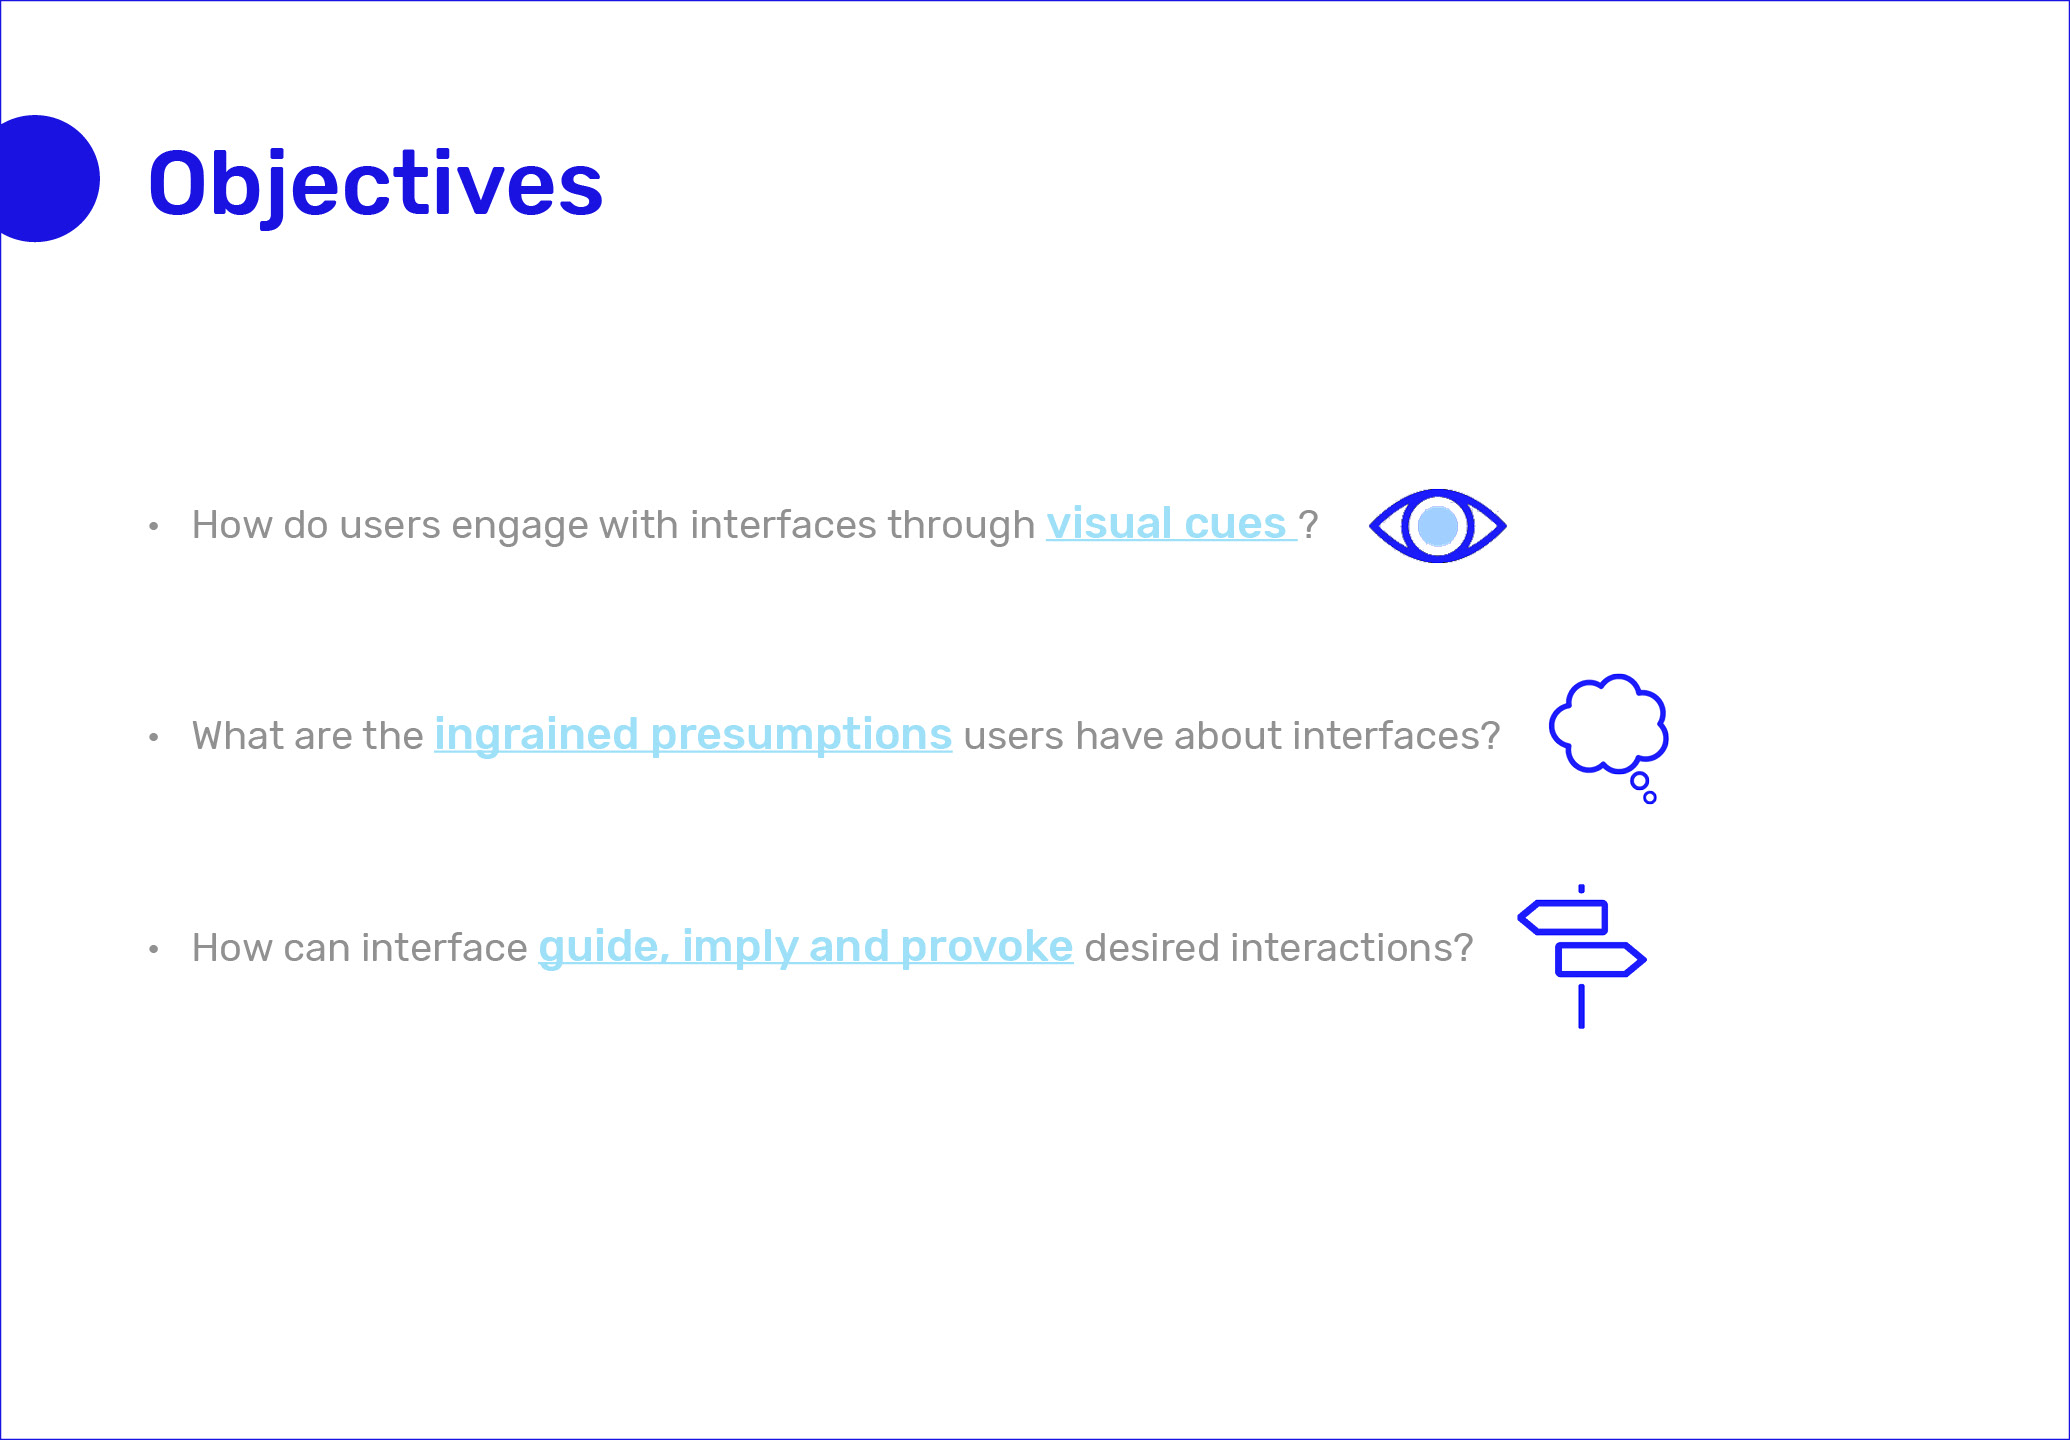 Objectives
• How do users engage with interfaces through visual cues ?
• What are the ingrained presumptions users have about interfaces?
• How can interface guide, imply and provoke desired interactions?